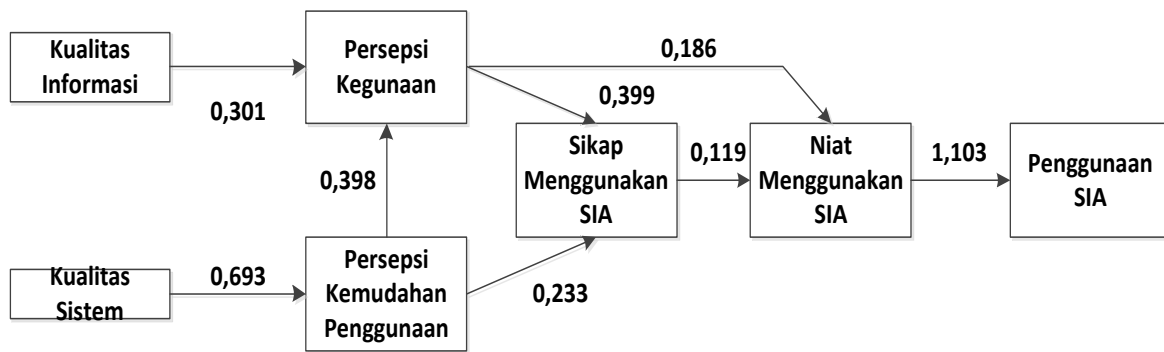 Kualitas
Informasi
0,301
Persepsi
Kegunaan
0,186
0,399
Sikap
Menggunakan
SIA
0,119
Niat
Menggunakan
SIA
1,103
Penggunaan
SIA
0,398
Kualitas
Sistem
0,693
Persepsi
Kemudahan
Penggunaan
0,233